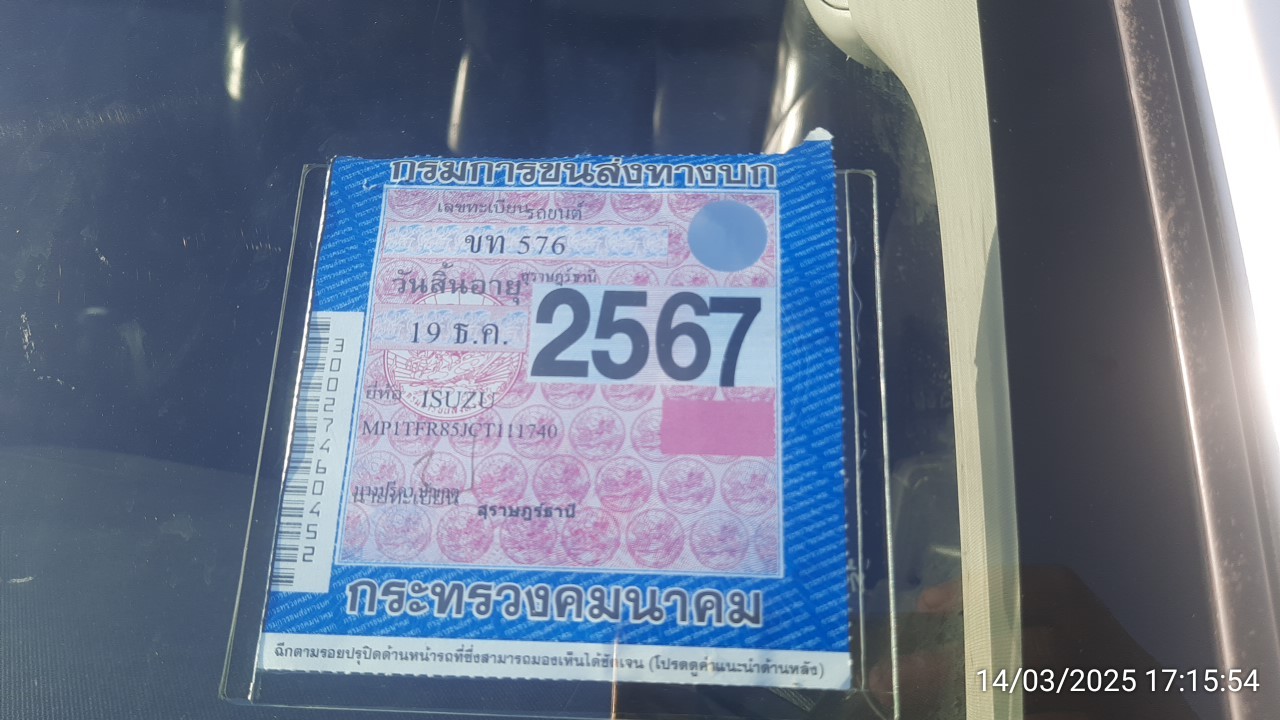 กรมการขนส่งทางบก
เลขทะเบียนรถยนต์
ขท 576
สุราษฎร์ธานี
วันสิ้นอายุ
2567
19 ธ.ค.
ยี่ห้อ ISUZU
MP1TFR85JCT111740
นายทะเบียน
สุราษฎร์ธานี
30027460452
กระทรวงคมนาคม
ฉีกตามรอยปรุปิดด้านหน้ารถที่ซึ่งสามารถมองเห็นได้ชัดเจน (โปรดดูคำแนะนำด้านหลัง)
14/03/2025 17:15:54